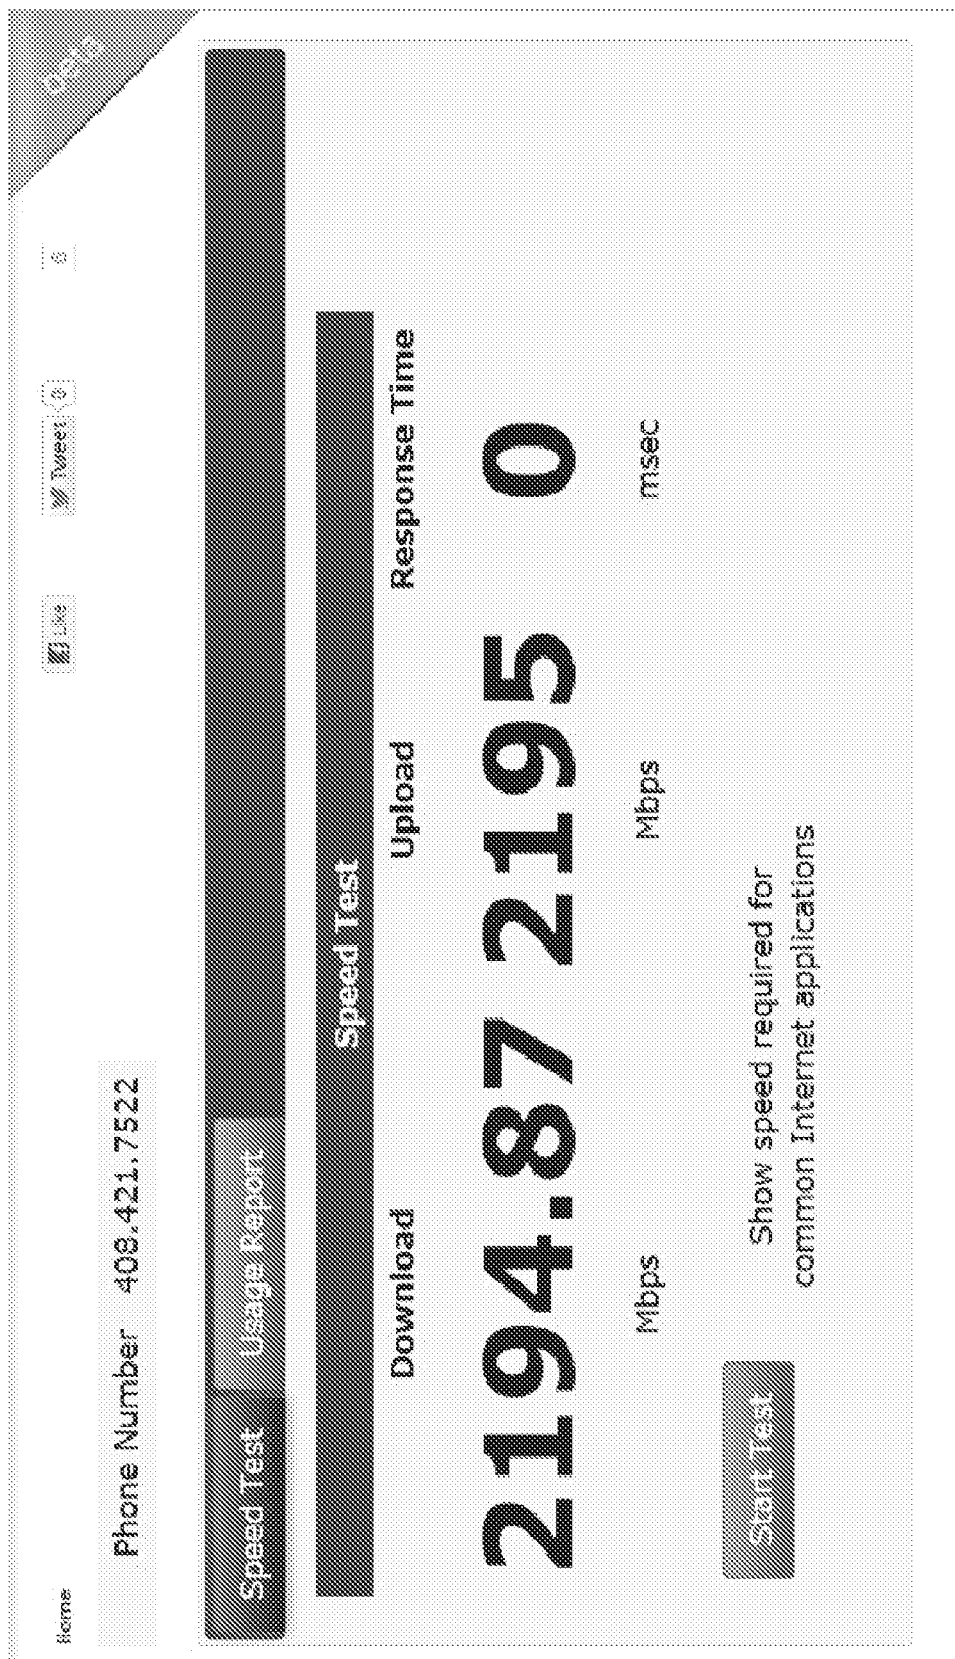 Beta
Home
Like
Tweet 0
Phone Number 408.421.7522
Speed Test Usage Report
Speed Test
Download Upload Response Time
2194.87 2195 0
Mbps Mbps msec
Start Test
Show speed required for
common Internet applications